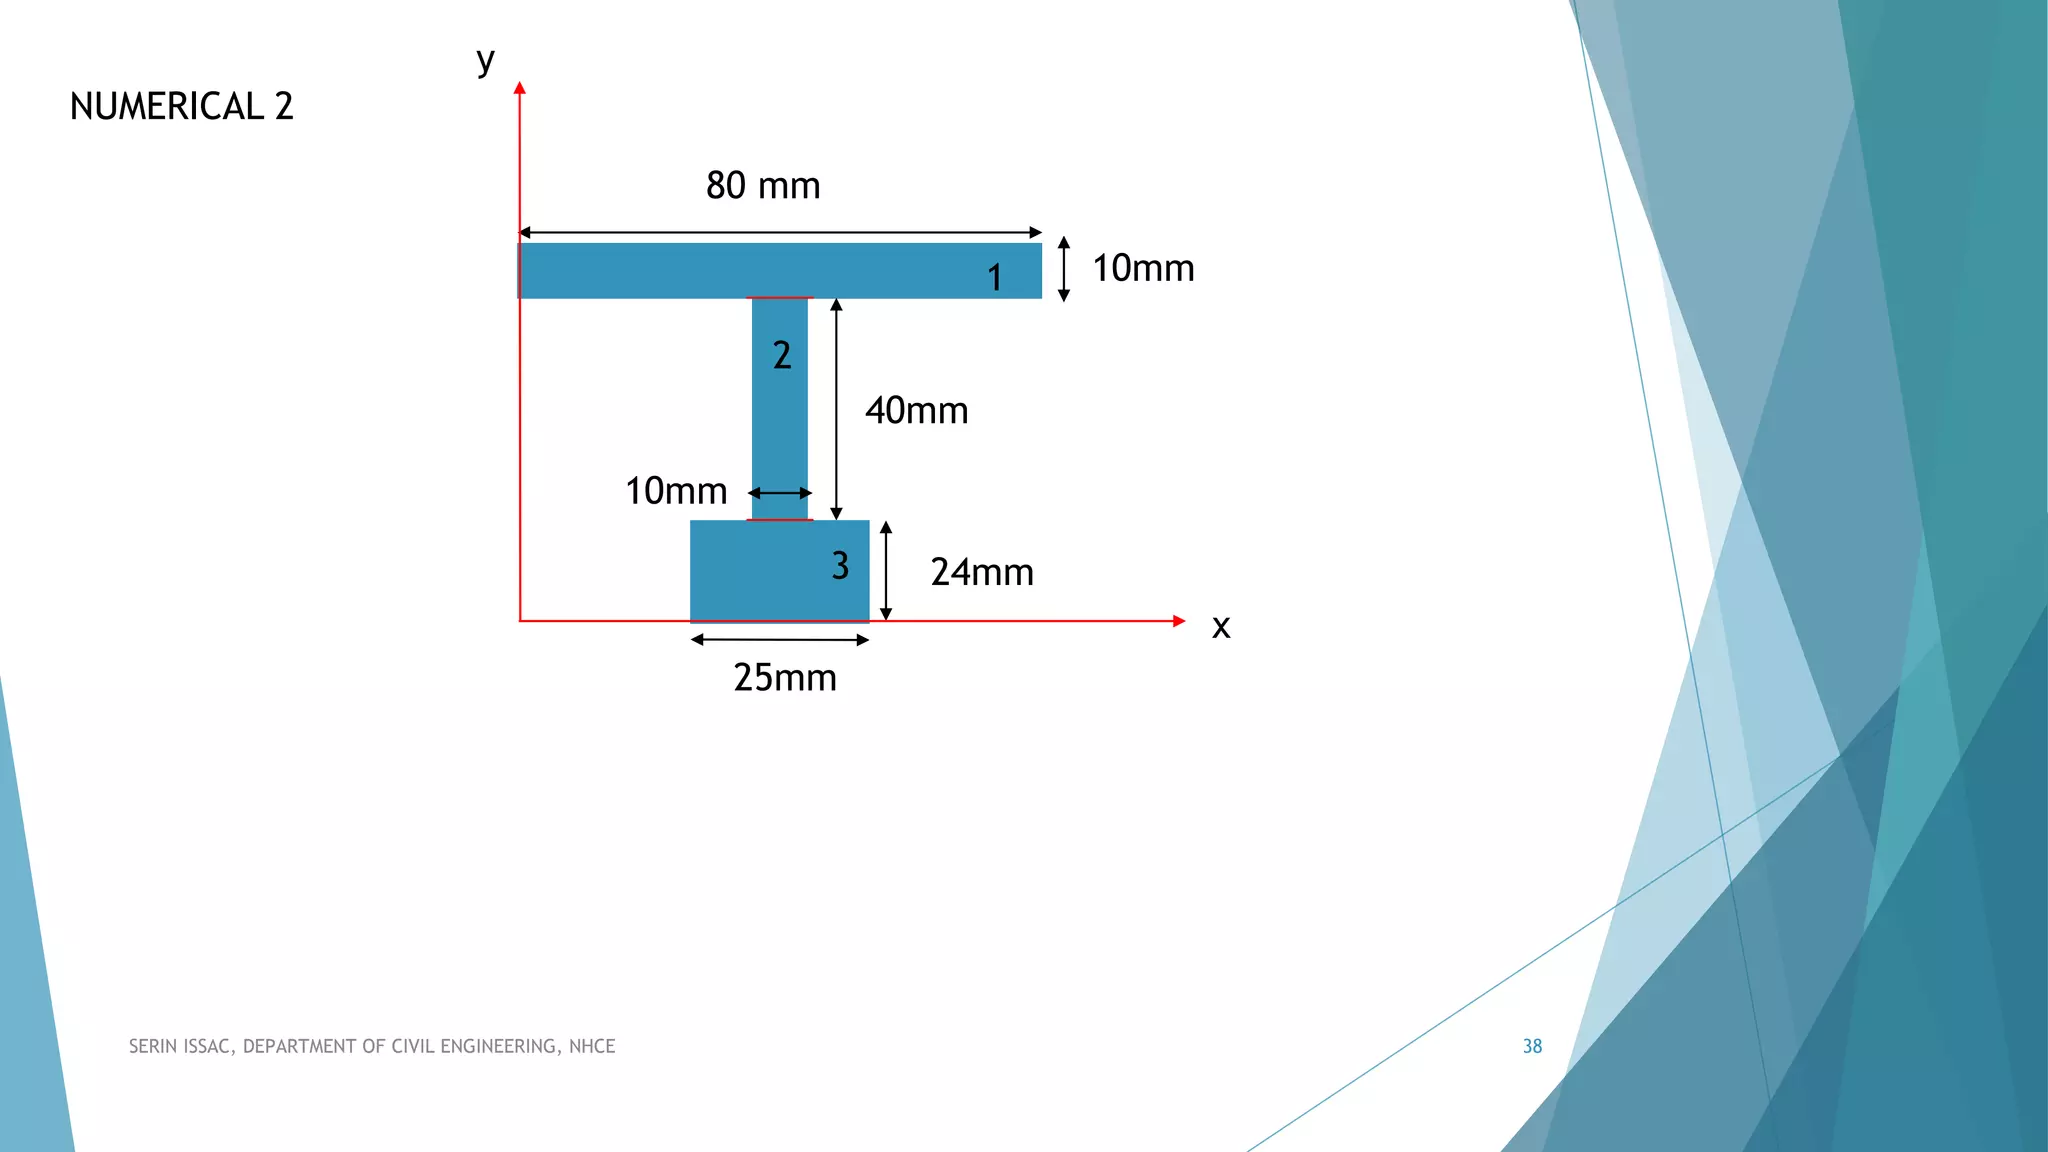 y
NUMERICAL 2
80 mm
10mm
1
2
40mm
10mm
3
24mm
x
25mm
SERIN ISSAC, DEPARTMENT OF CIVIL ENGINEERING, NHCE
38